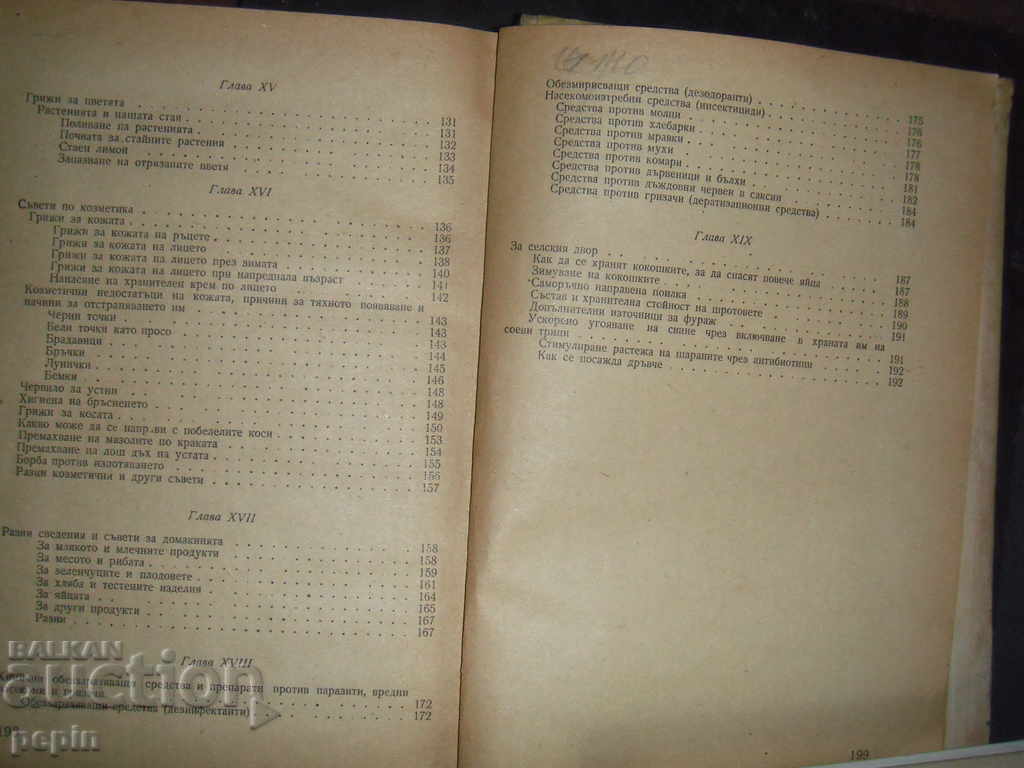 Глава XV
Грижи за цветята . . . 131
Растенията и нашата стая . . . 131
Поливане на растенията . . . 132
Почвата за стайните растения . . . 133
Стаен лимон . . . 134
Запазване на отрязаните цветя . . . 135
Глава XVI
Съвети по козметика . . . 136
Грижи за кожата . . . 136
Грижи за кожата на ръцете . . . 137
Грижи за кожата на лицето . . . 138
Грижи за кожата на лицето през зимата . . . 140
Грижи за кожата на лицето при напреднала възраст . . . 141
Нанасяне на хранителен крем по лицето . . . 142
Козметични недостатъци на кожата, причини за тяхното появяване и
начини за отстраняването им . . . 143
Черни точки . . . 143
Бели точки като просо . . . 143
Брадавици . . . 144
Бръчки . . . 145
Лунички . . . 146
Бемки . . . 148
Червило за устни . . . 148
Хигиена на бръсненето . . . 149
Грижи за косата . . . 150
Какво може да се направи с победелите коси . . . 153
Премахване на мазолите по краката . . . 154
Премахване на лош дъх на устата . . . 155
Борба против изпотяването . . . 156
Разни козметични и други съвети . . . 157
Глава XVII
Разни сведения и съвети за домакинята . . . 158
За млякото и млечните продукти . . . 158
За месото и рибата . . . 159
За зеленчуците и плодовете . . . 161
За хляба и тестените изделия . . . 164
За яйцата . . . 165
За други продукти . . . 167
Разни . . . 167
Глава XVIII
обеззаразяващи средства и препарати против паразити, вредни
. . . 172
Обеззаразяващи средства (дезинфектанти) . . . 172
Обезмирисващи средства (дезодоранти) . . . 175
Насекомоизтребни средства (инсектициди) . . . 176
Средства против молци . . . 176
Средства против хлебарки . . . 177
Средства против мравки . . . 178
Средства против мухи . . . 178
Средства против комари . . . 181
Средства против дървеници и бълхи . . . 182
Средства против дъждовни червеи в саксии . . . 184
Средства против гризачи (дератизационни средства) . . . 184
Глава XIX
За селския двор . . . 187
Как да се хранят кокошките, за да снасят повече яйца . . . 187
Зимуване на кокошките . . . 188
Саморъчно направена поилка . . . 189
Състав и хранителна стойност на шротовете . . . 190
Допълнителни източници за фураж . . . 191
Ускорено угояване на свине чрез включване в храната им на
соеви трици . . . 191
Стимулиране растежа на шараните чрез антибиотици . . . 192
Как се посажда дръвче . . . 192
199
BALKAN
auction
pepin